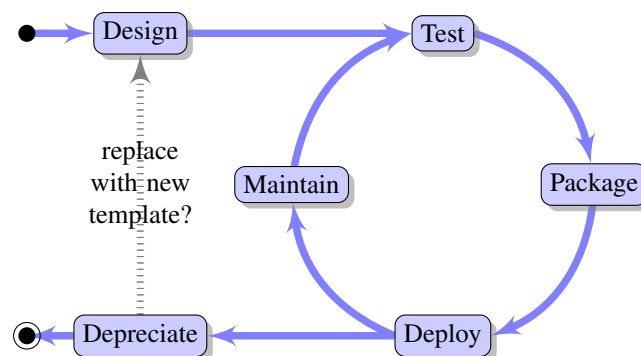 Design
Test
replace
with new
template?
Maintain
Package
Depreciate
Deploy